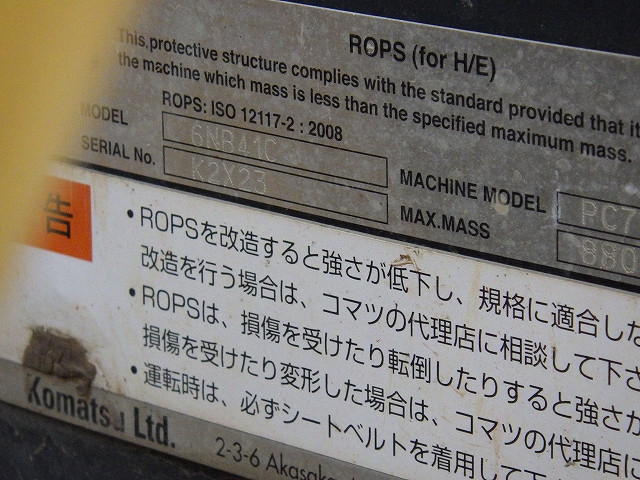 ROPS (for H/E)
This protective structure complies with the standard provided that it
the machine which mass is less than the specified maximum mass.
ROPS: ISO 12117-2 : 2008
MODEL 6NB41C
SERIAL No. K2X23
MACHINE MODEL PC7
MAX.MASS 880
告
•ROPSを改造すると強さが低下し、規格に適合しな
改造を行う場合は、コマツの代理店に相談して下さ
•ROPSは、損傷を受けたり転倒したりすると強さが
損傷を受けたり変形した場合は、コマツの代理店に
•運転時は、必ずシートベルトを着用して下
Komatsu Ltd.
2-3-6 Akasaka